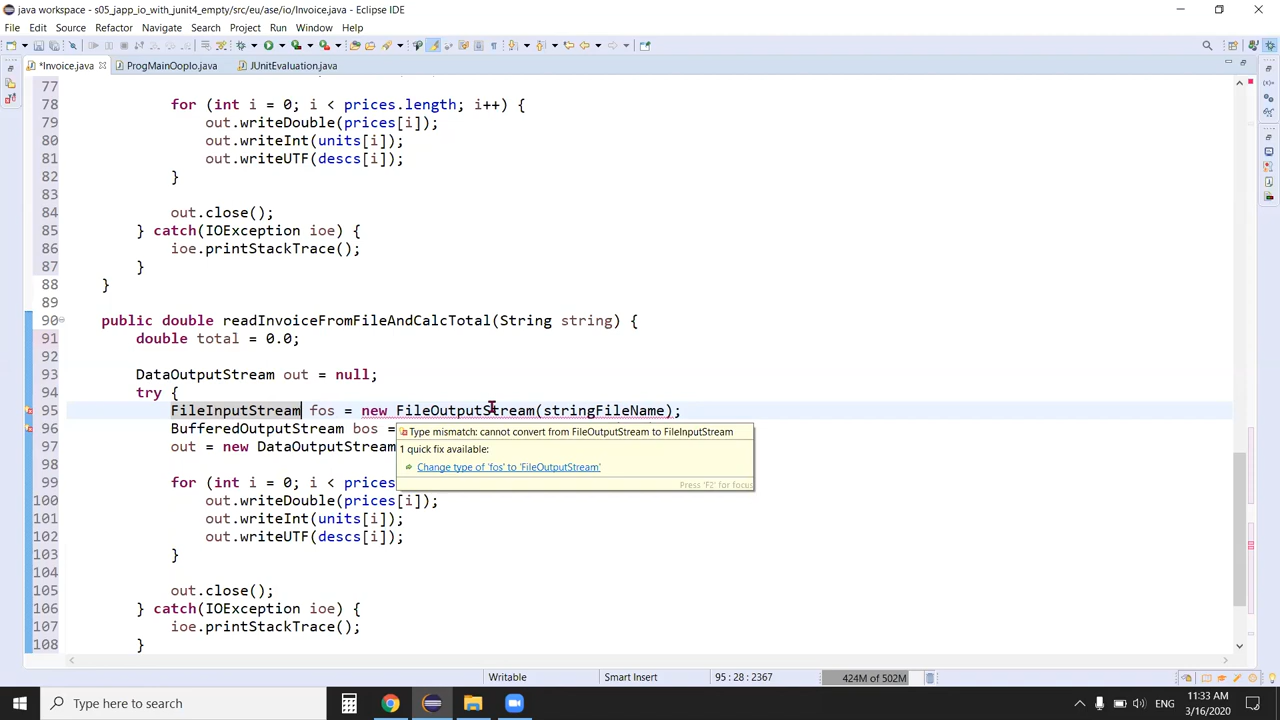 java workspace - s05_japp_io_with_junit4_empty/src/eu/ase/io/Invoice.java - Eclipse IDE
File Edit Source Refactor Navigate Search Project Run Window Help
*Invoice.java ProgMainOopIo.java JUnitEvaluation.java
77
78 for (int i = 0; i < prices.length; i++) {
79 out.writeDouble(prices[i]);
80 out.writeInt(units[i]);
81 out.writeUTF(descs[i]);
82 }
83
84 out.close();
85 } catch(IOException ioe) {
86 ioe.printStackTrace();
87 }
88 }
89
90 public double readInvoiceFromFileAndCalcTotal(String string) {
91 double total = 0.0;
92
93 DataOutputStream out = null;
94 try {
95 FileInputStream fos = new FileOutputStream(stringFileName);
96 BufferedOutputStream bos =
97 out = new DataOutputStream
98
99 for (int i = 0; i < prices
100 out.writeDouble(prices[i]);
101 out.writeInt(units[i]);
102 out.writeUTF(descs[i]);
103 }
104
105 out.close();
106 } catch(IOException ioe) {
107 ioe.printStackTrace();
108 }
Type mismatch: cannot convert from FileOutputStream to FileInputStream
1 quick fix available:
Change type of 'fos' to 'FileOutputStream'
Press 'F2' for focus
Writable Smart Insert 95 : 28 : 2367 424M of 502M
Type here to search
ENG
11:33 AM
3/16/2020